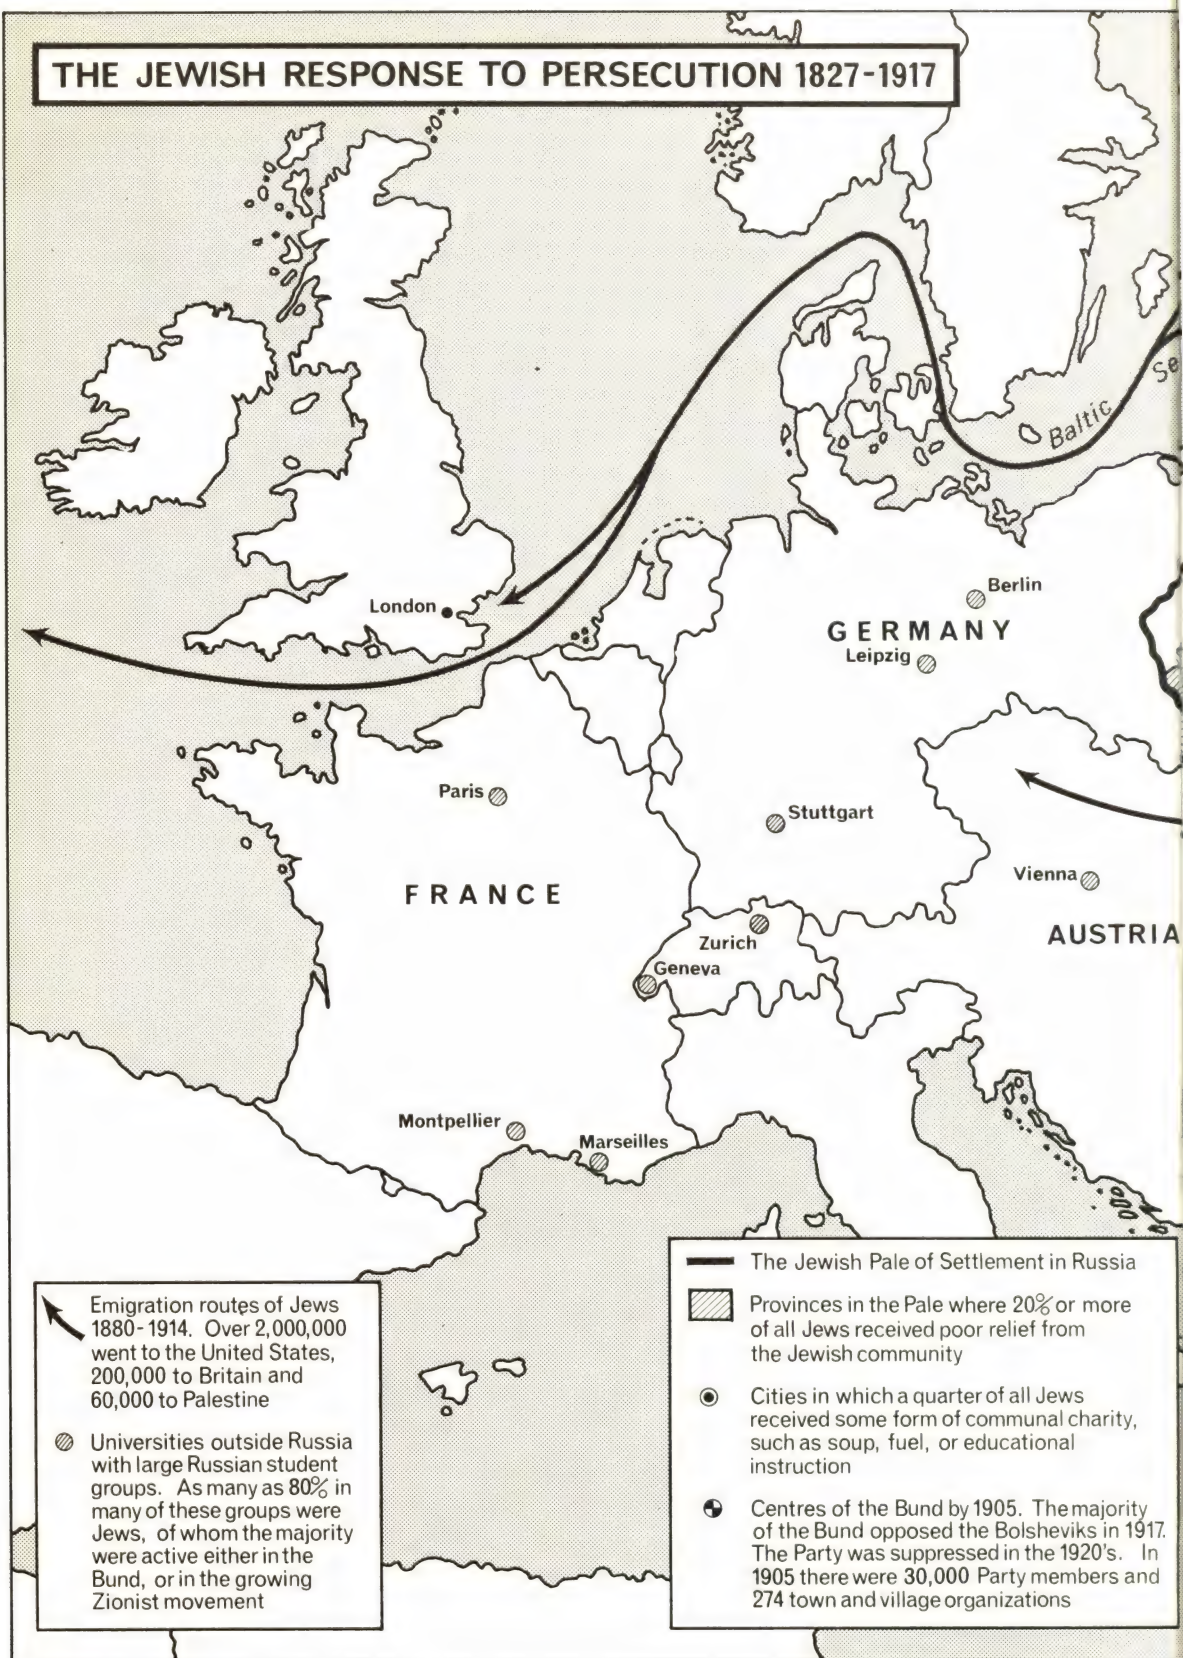 THE JEWISH RESPONSE TO PERSECUTION 1827-1917
Baltic
Se
Berlin
GERMANY
Leipzig
London
Paris
Stuttgart
FRANCE
Vienna
AUSTRIA
Zurich
Geneva
Montpellier
Marseilles
Emigration routes of Jews
1880-1914. Over 2,000,000
went to the United States,
200,000 to Britain and
60,000 to Palestine
Universities outside Russia
with large Russian student
groups. As many as 80% in
many of these groups were
Jews, of whom the majority
were active either in the
Bund, or in the growing
Zionist movement
The Jewish Pale of Settlement in Russia
Provinces in the Pale where 20% or more
of all Jews received poor relief from
the Jewish community
Cities in which a quarter of all Jews
received some form of communal charity,
such as soup, fuel, or educational
instruction
Centres of the Bund by 1905. The majority
of the Bund opposed the Bolsheviks in 1917.
The Party was suppressed in the 1920's. In
1905 there were 30,000 Party members and
274 town and village organizations